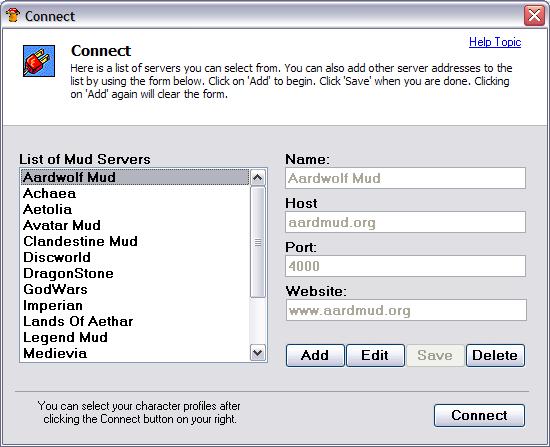 Connect
Connect
Help Topic
Here is a list of servers you can select from. You can also add other server addresses to the
list by using the form below. Click on 'Add' to begin. Click 'Save' when you are done. Clicking
on 'Add' again will clear the form.
List of Mud Servers
Aardwolf Mud
Achaea
Aetolia
Avatar Mud
Clandestine Mud
Discworld
DragonStone
GodWars
Imperian
Lands Of Aethar
Legend Mud
Medievia
Name:
Aardwolf Mud
Host
aardmud.org
Port:
4000
Website:
www.aardmud.org
Add Edit Save Delete
You can select your character profiles after
clicking the Connect button on your right.
Connect